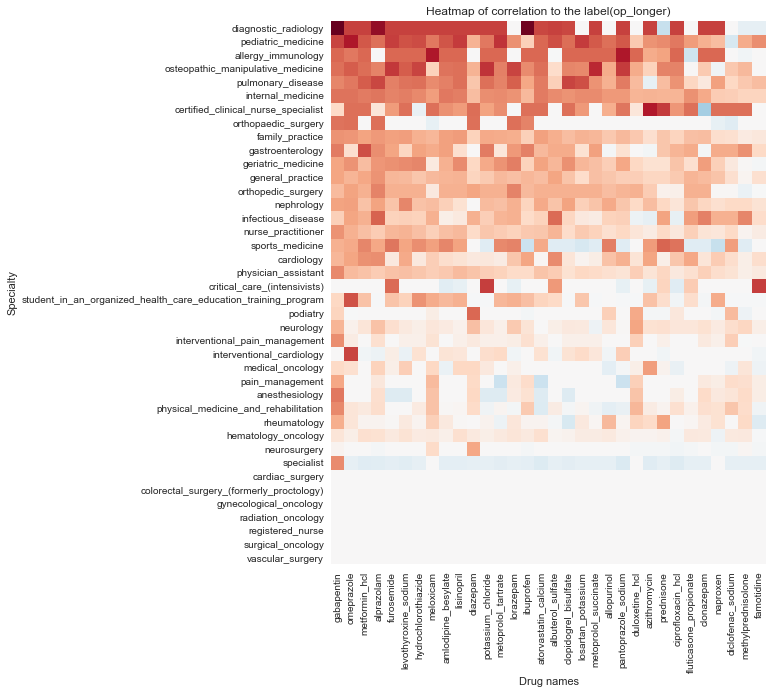 Heatmap of correlation to the label(op_longer)
Specialty
diagnostic_radiology
pediatric_medicine
allergy_immunology
osteopathic_manipulative_medicine
pulmonary_disease
internal_medicine
certified_clinical_nurse_specialist
orthopaedic_surgery
family_practice
gastroenterology
geriatric_medicine
general_practice
orthopedic_surgery
nephrology
infectious_disease
nurse_practitioner
sports_medicine
cardiology
physician_assistant
critical_care_(intensivists)
student_in_an_organized_health_care_education_training_program
podiatry
neurology
interventional_pain_management
interventional_cardiology
medical_oncology
pain_management
anesthesiology
physical_medicine_and_rehabilitation
rheumatology
hematology_oncology
neurosurgery
specialist
cardiac_surgery
colorectal_surgery_(formerly_proctology)
gynecological_oncology
radiation_oncology
registered_nurse
surgical_oncology
vascular_surgery
gabapentin
omeprazole
metformin_hcl
alprazolam
furosemide
levothyroxine_sodium
hydrochlorothiazide
meloxicam
amlodipine_besylate
lisinopril
diazepam
potassium_chloride
metoprolol_tartrate
lorazepam
ibuprofen
atorvastatin_calcium
albuterol_sulfate
clopidogrel_bisulfate
losartan_potassium
metoprolol_succinate
allopurinol
pantoprazole_sodium
duloxetine_hcl
azithromycin
prednisone
ciprofloxacin_hcl
fluticasone_propionate
clonazepam
naproxen
diclofenac_sodium
methylprednisolone
famotidine
Drug names